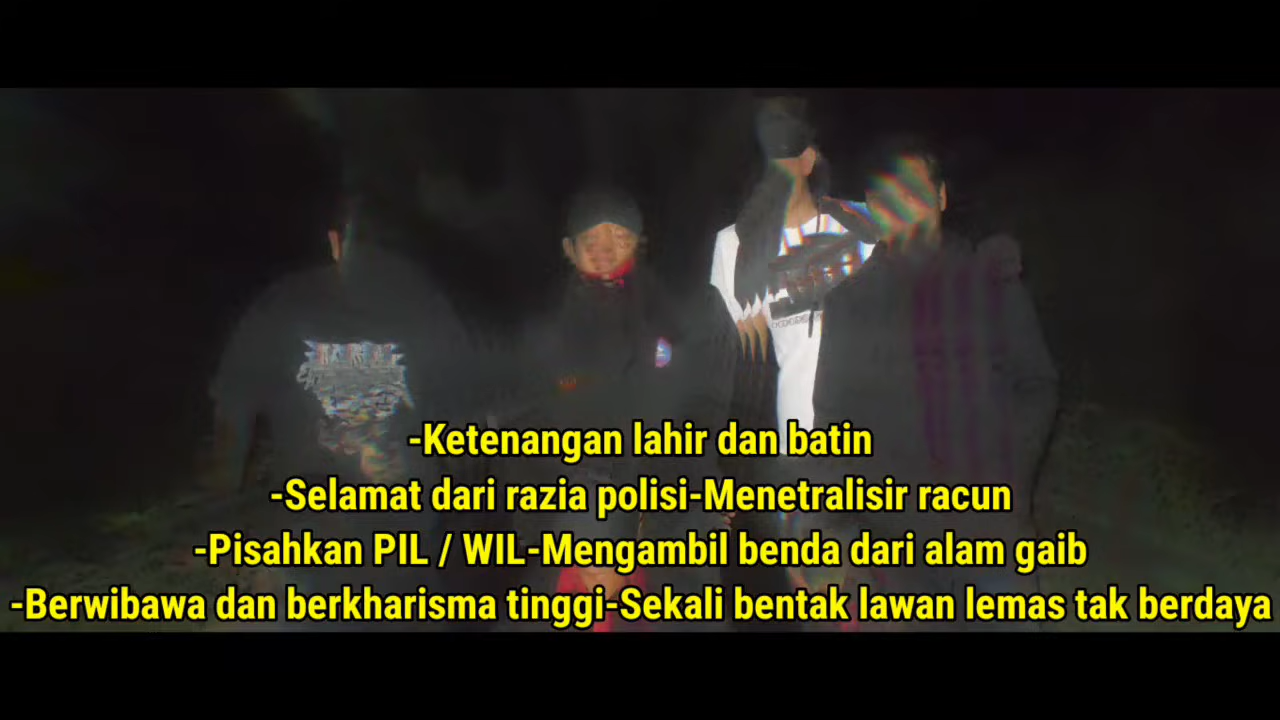 -Ketenangan lahir dan batin
-Selamat dari razia polisi-Menetralisir racun
-Pisahkan PIL / WIL-Mengambil benda dari alam gaib
-Berwibawa dan berkharisma tinggi-Sekali bentak lawan lemas tak berdaya